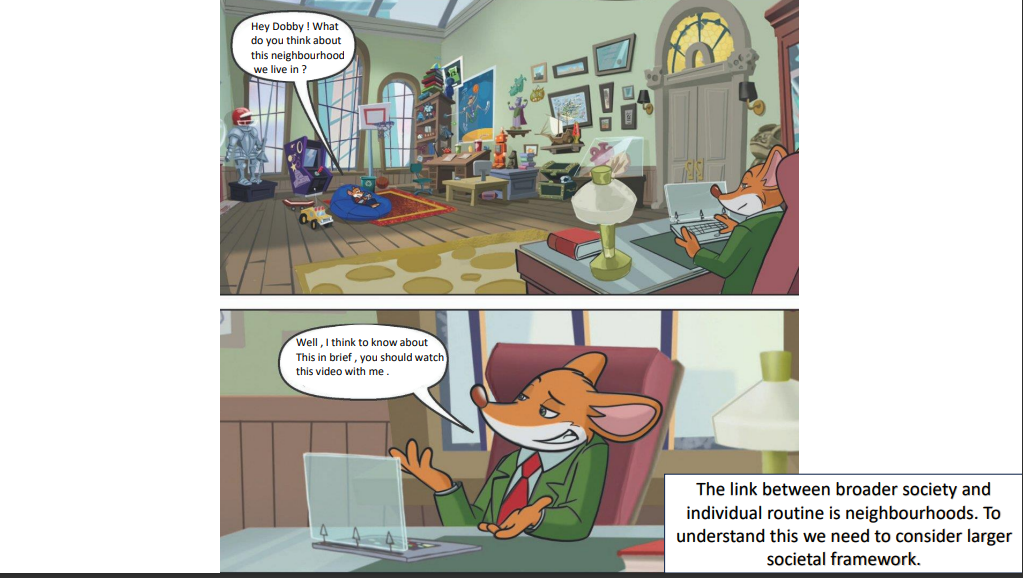 Hey Dobby ! What
do you think about
this neighbourhood
we live in ?
Well , I think to know about
This in brief , you should watch
this video with me .
The link between broader society and
individual routine is neighbourhoods. To
understand this we need to consider larger
societal framework.